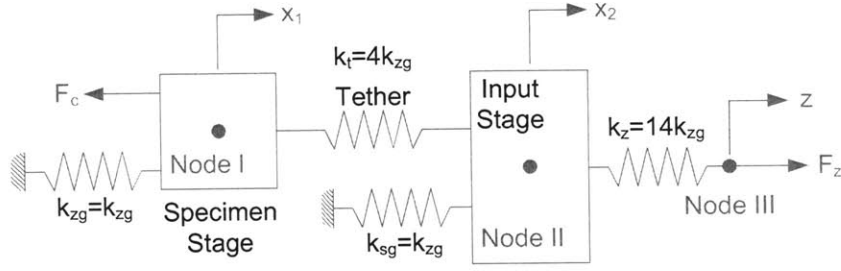 x₁
x₂
kₜ=4k_zg
Tether
F_c
Input
Stage
k_z=14k_zg
z
Node I
F_z
k_zg=k_zg
Specimen
Stage
k_sg=k_zg
Node II
Node III